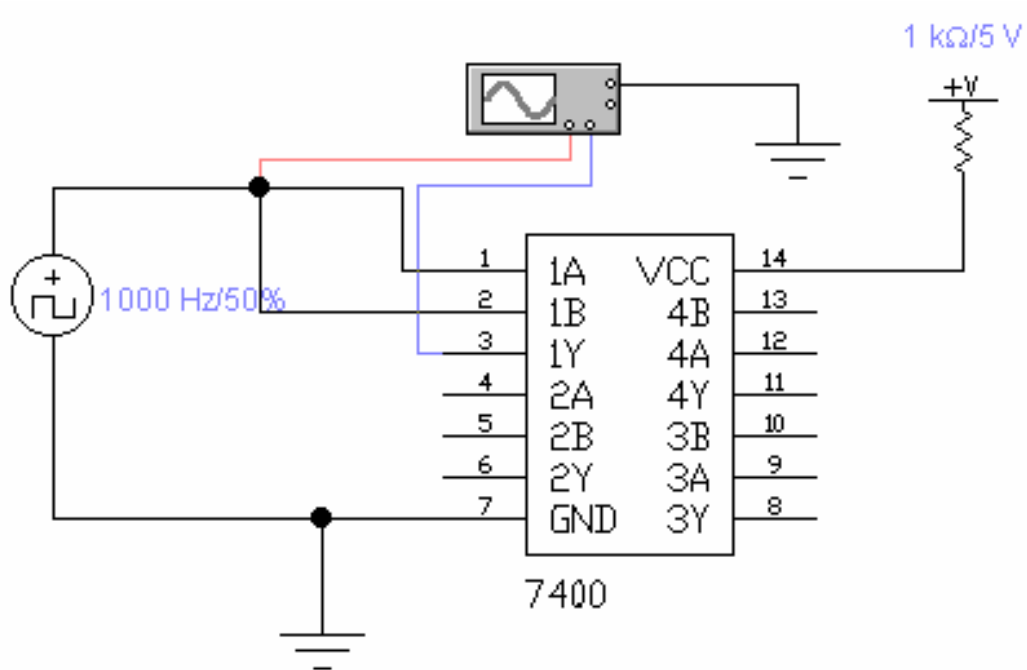 1 kΩ/5 V
+V
1000 Hz/50%
1 1A VCC 14
2 1B 4B 13
3 1Y 4A 12
4 2A 4Y 11
5 2B 3B 10
6 2Y 3A 9
7 GND 3Y 8
7400